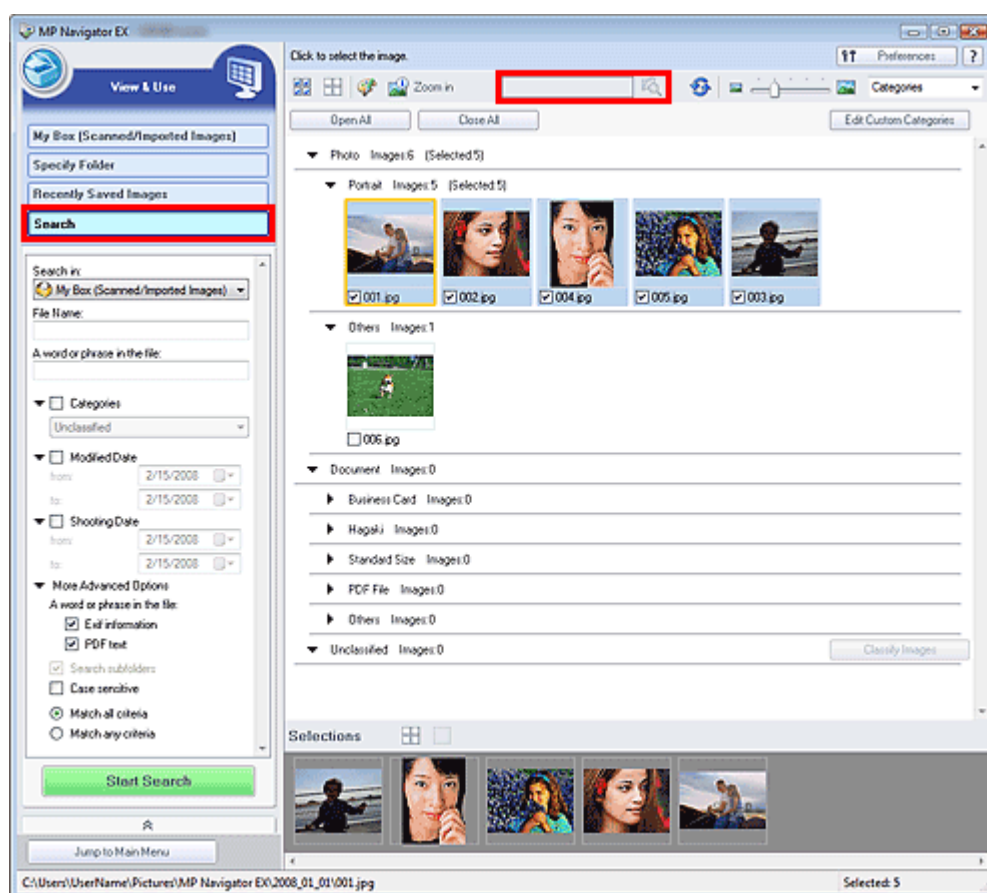 MP Navigator EX
Click to select the image.
Preferences
?
View & Use
Zoom in
Categories
Open All
Close All
Edit Custom Categories
My Box (Scanned/Imported Images)
Specify Folder
Recently Saved Images
Search
Photo Images:6 (Selected:5)
Portrait Images:5 (Selected:5)
001.jpg
002.jpg
004.jpg
005.jpg
003.jpg
Others Images:1
006.jpg
Document Images:0
Business Card Images:0
Hagaki Images:0
Standard Size Images:0
PDF File Images:0
Others Images:0
Unclassified Images:0
Classify Images
Search in:
My Box (Scanned/Imported Images)
File Name:
A word or phrase in the file:
Categories
Unclassified
Modified Date
from: 2/15/2008
to: 2/15/2008
Shooting Date
from: 2/15/2008
to: 2/15/2008
More Advanced Options
A word or phrase in the file:
Exif information
PDF text
Search subfolders
Case sensitive
Match all criteria
Match any criteria
Start Search
Jump to Main Menu
Selections
C:\Users\UserName\Pictures\MP Navigator EX\2008_01_01\001.jpg
Selected: 5